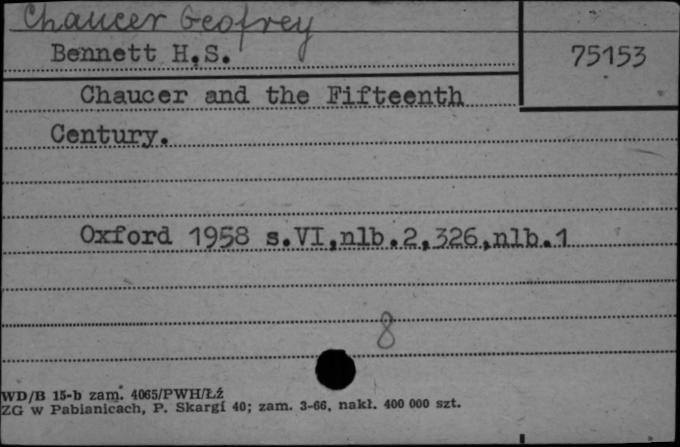 Chaucer Geofrey
Bennett H.S.
75153
Chaucer and the Fifteenth
Century.
Oxford 1958 s.VI,nlb.2,326,nlb.1
8
WD/B 15-b zam. 4065/PWH/Łź
ZG w Pabianicach, P. Skargi 40; zam. 3-66, nakł. 400 000 szt.